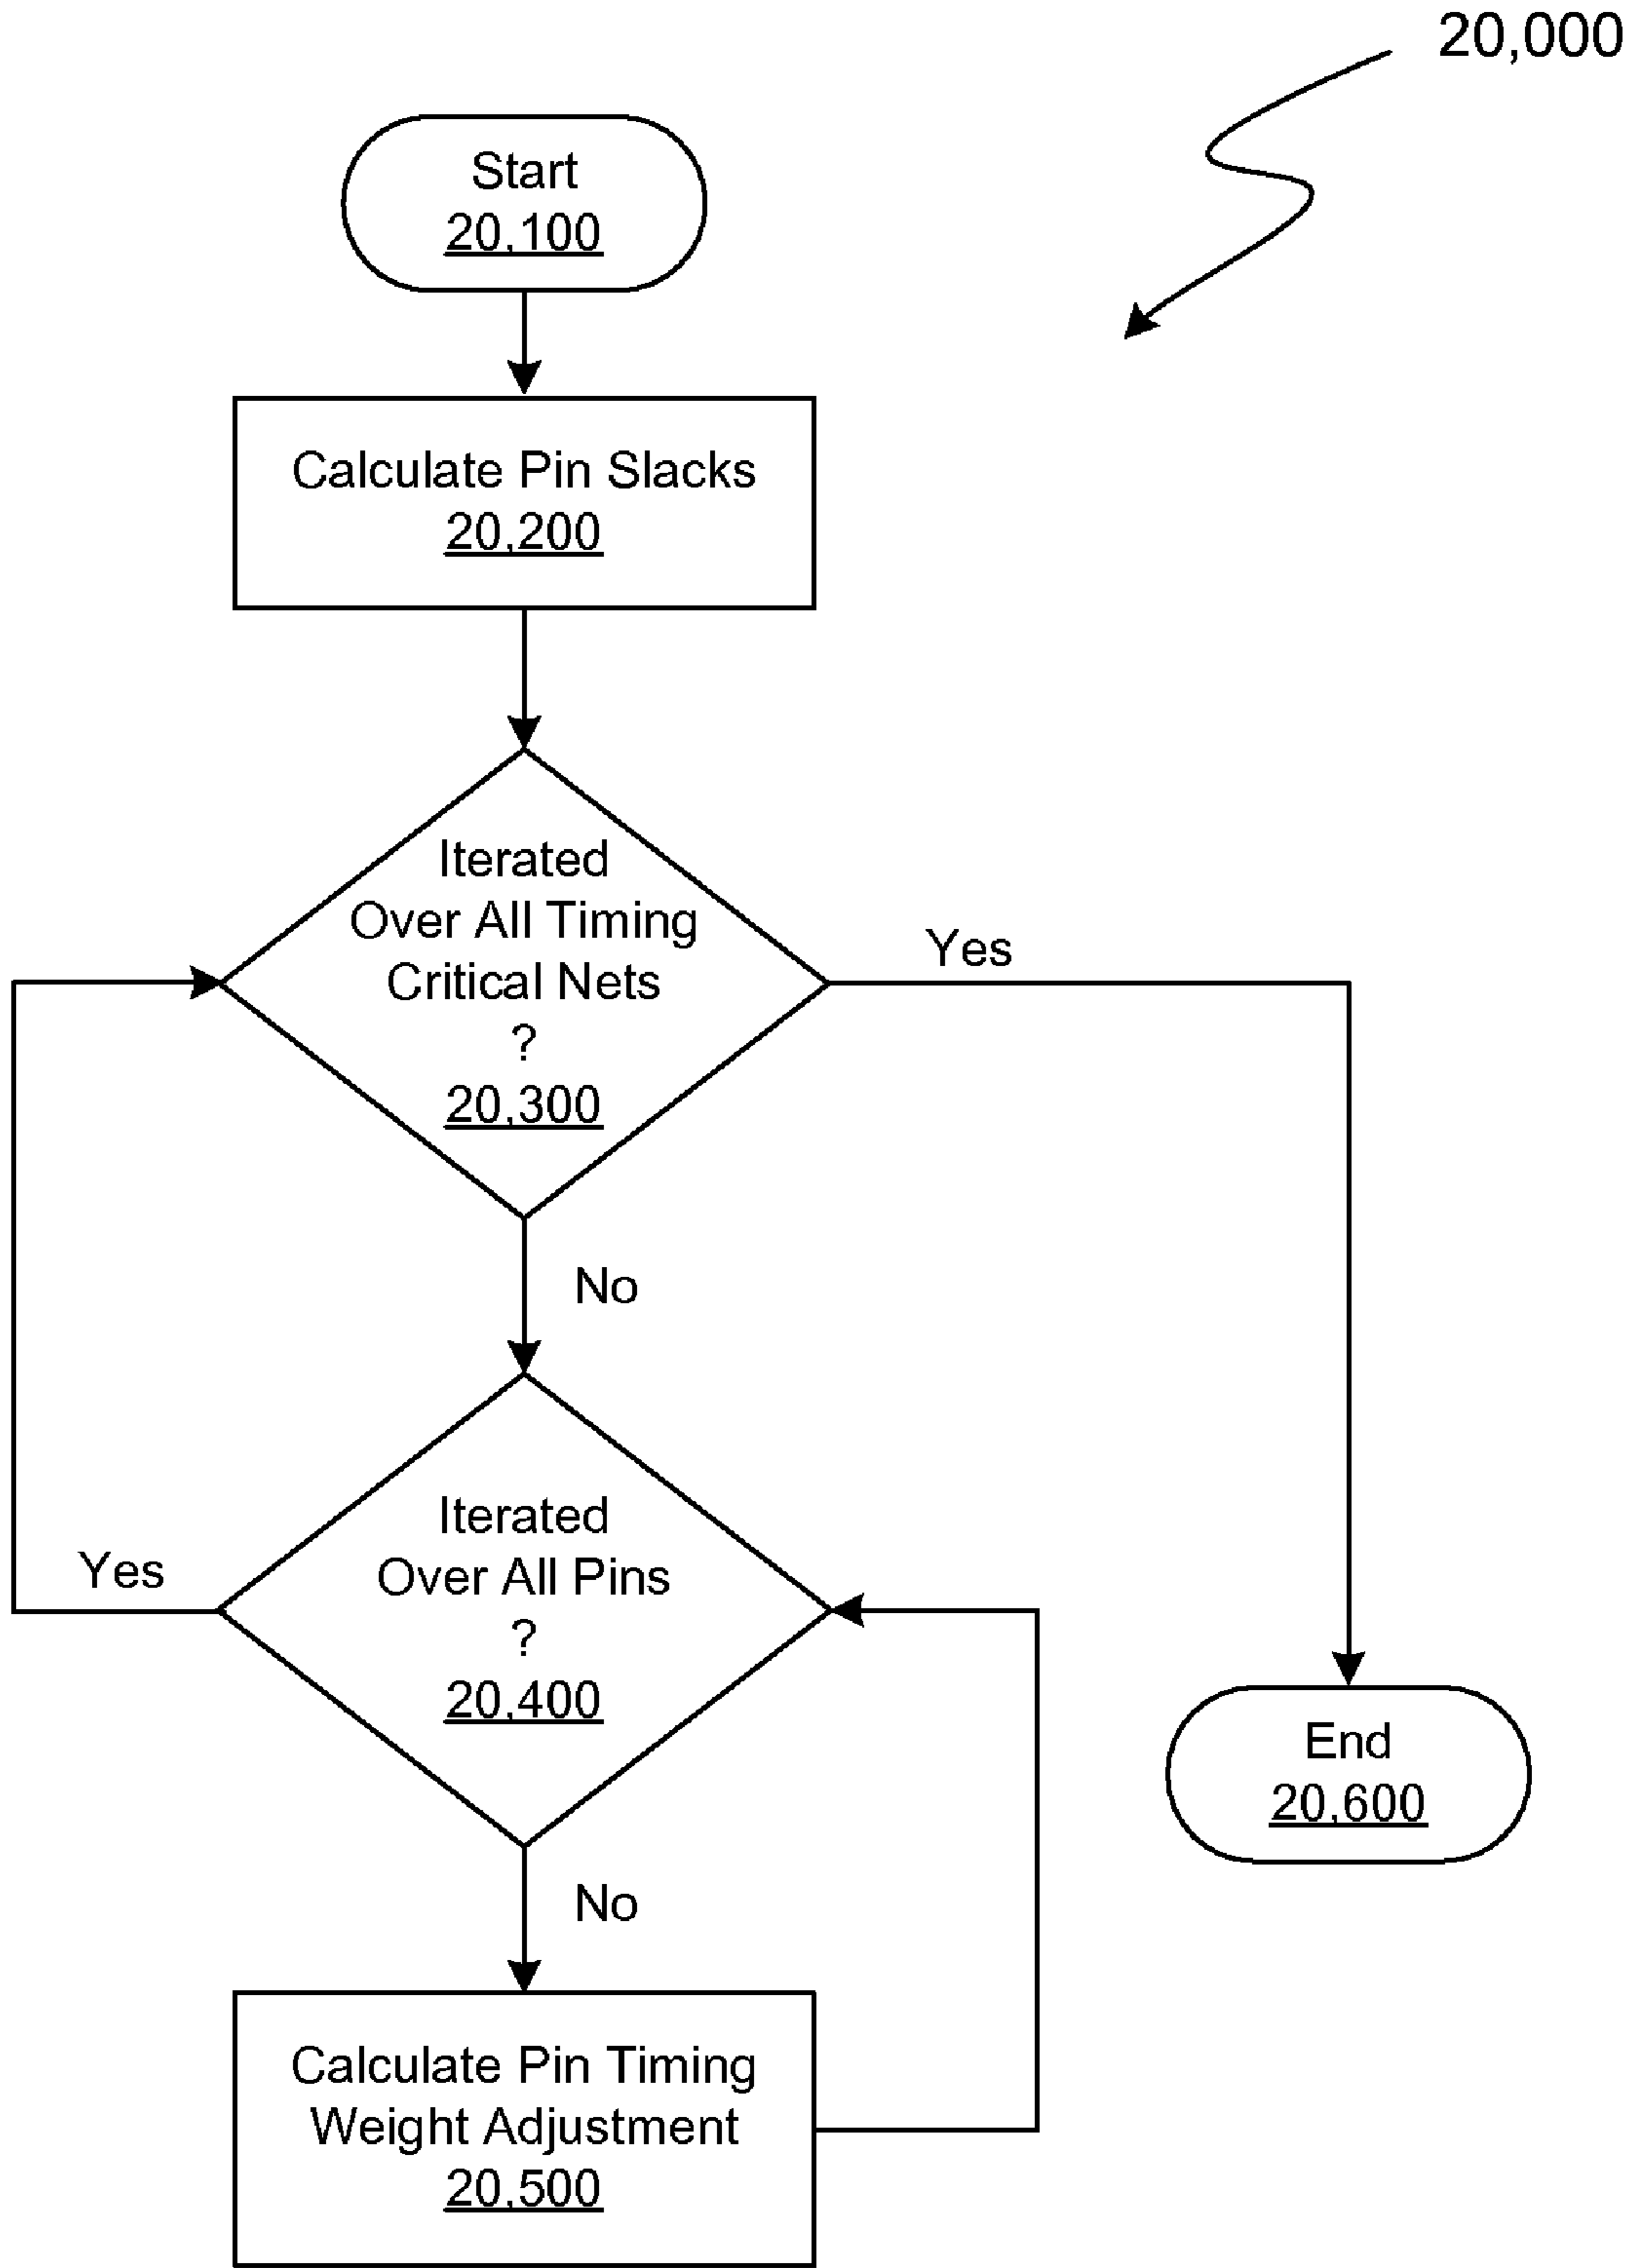 20,000
Start
20,100
Calculate Pin Slacks
20,200
Iterated
Over All Timing
Critical Nets
?
20,300
Yes
No
Iterated
Over All Pins
?
20,400
Yes
No
End
20,600
Calculate Pin Timing
Weight Adjustment
20,500